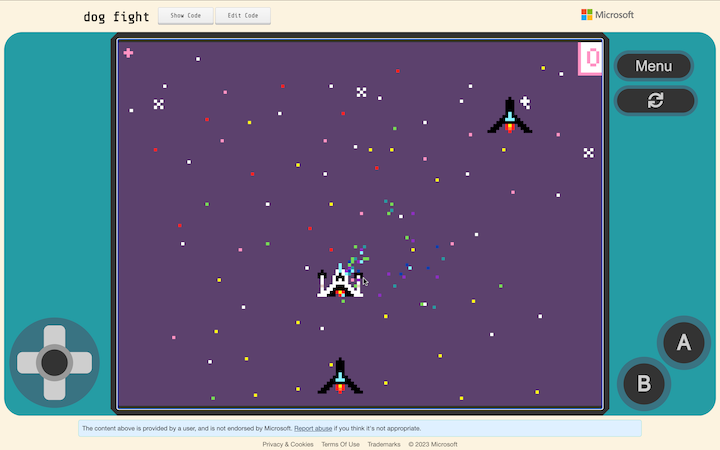 dog fight Show Code Edit Code Microsoft
0
Menu
A
B
The content above is provided by a user, and is not endorsed by Microsoft. Report abuse if you think it's not appropriate.
Privacy & Cookies Terms Of Use Trademarks © 2023 Microsoft